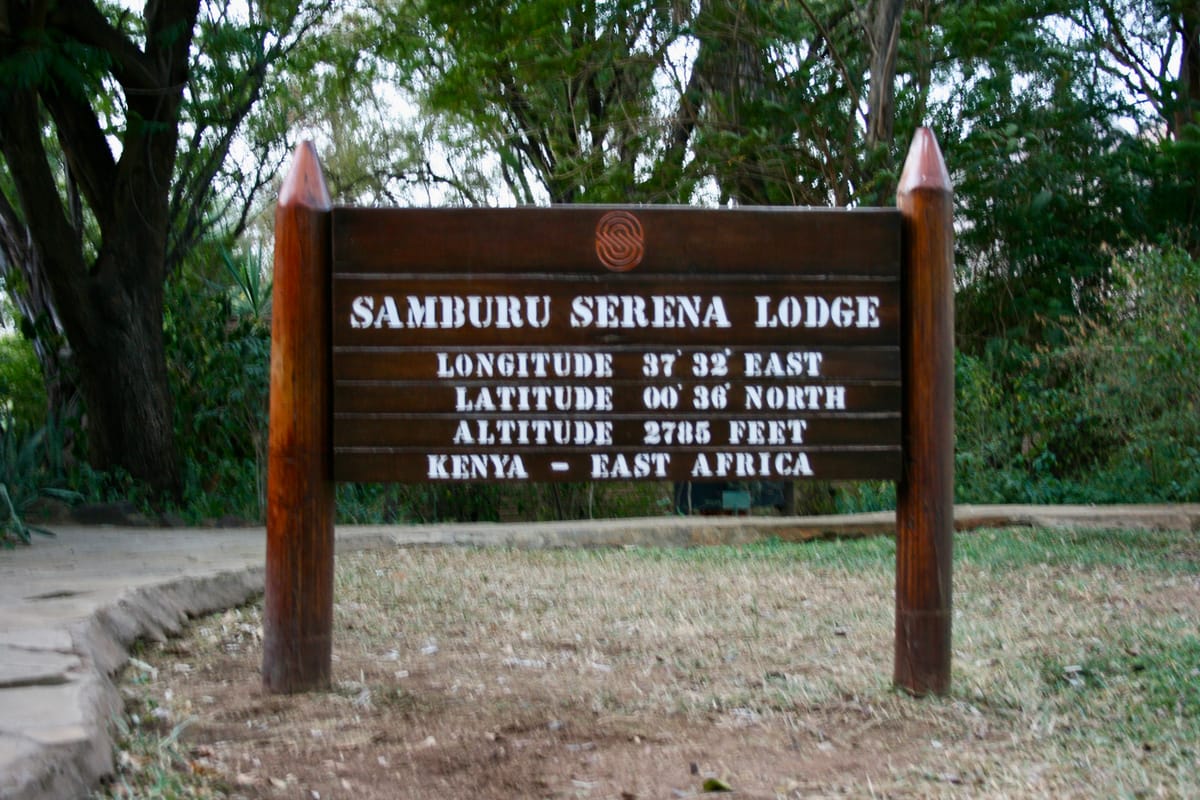 SAMBURU SERENA LODGE
LONGITUDE 37° 32' EAST
LATITUDE 00° 36' NORTH
ALTITUDE 2785 FEET
KENYA - EAST AFRICA